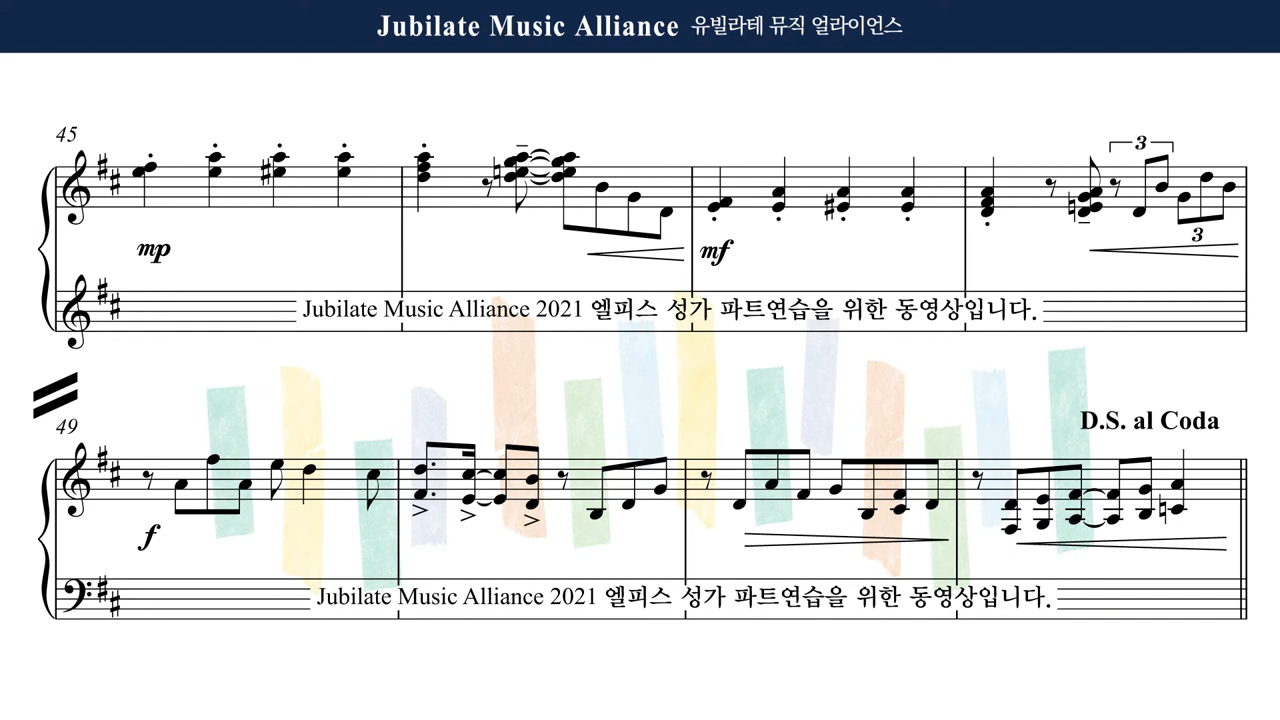 Jubilate Music Alliance 유빌라테 뮤직 얼라이언스
45
3
mp
mf
3
Jubilate Music Alliance 2021 엘피스 성가 파트연습을 위한 동영상입니다.
D.S. al Coda
49
f
Jubilate Music Alliance 2021 엘피스 성가 파트연습을 위한 동영상입니다.